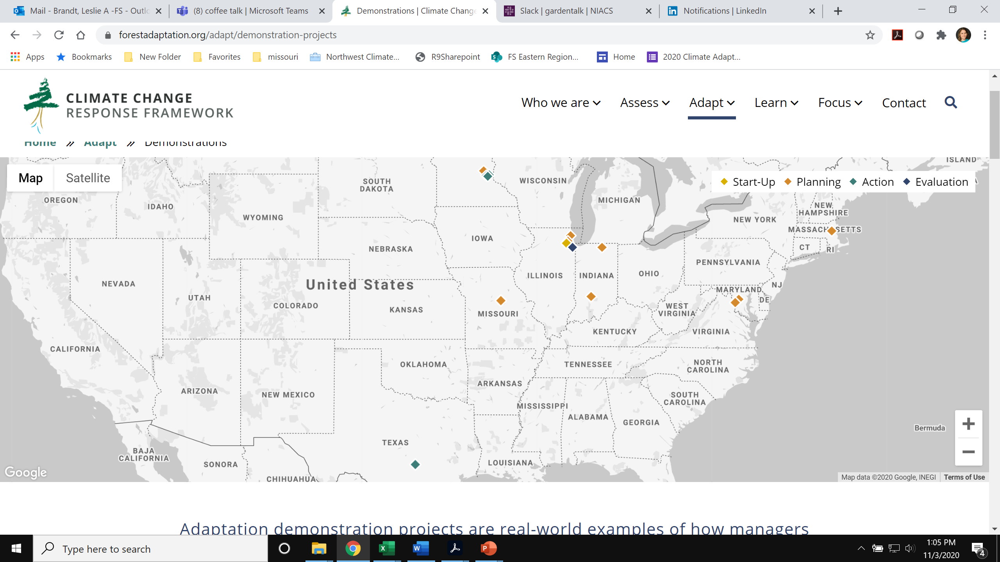 Mail - Brandt, Leslie A -FS - Outlo
(8) coffee talk | Microsoft Teams
Demonstrations | Climate Change
Slack | gardentalk | NIACS
Notifications | LinkedIn
forestadaptation.org/adapt/demonstration-projects
Apps
Bookmarks
New Folder
Favorites
missouri
Northwest Climate...
R9Sharepoint
FS Eastern Region...
Home
2020 Climate Adapt...
CLIMATE CHANGE
RESPONSE FRAMEWORK
Who we are
Assess
Adapt
Learn
Focus
Contact
Home » Adapt » Demonstrations
Map
Satellite
Start-Up
Planning
Action
Evaluation
ISLAND
OREGON
IDAHO
WYOMING
SOUTH
DAKOTA
WISCONSIN
MICHIGAN
NEW
HAMPSHIRE
NEW YORK
MASSACHUSETTS
CT
RI
IOWA
NEBRASKA
PENNSYLVANIA
NEVADA
UTAH
United States
COLORADO
KANSAS
MISSOURI
ILLINOIS
INDIANA
OHIO
NJ
MARYLAND
DE
WEST
VIRGINIA
KENTUCKY
VIRGINIA
CALIFORNIA
ARIZONA
NEW MEXICO
OKLAHOMA
ARKANSAS
TENNESSEE
NORTH
CAROLINA
SOUTH
CAROLINA
MISSISSIPPI
ALABAMA
GEORGIA
TEXAS
LOUISIANA
Bermuda
BAJA
CALIFORNIA
SONORA
CHIHUAHUA
Google
Map data ©2020 Google, INEGI
Terms of Use
Adaptation demonstration projects are real-world examples of how managers
Type here to search
1:05 PM
11/3/2020
4